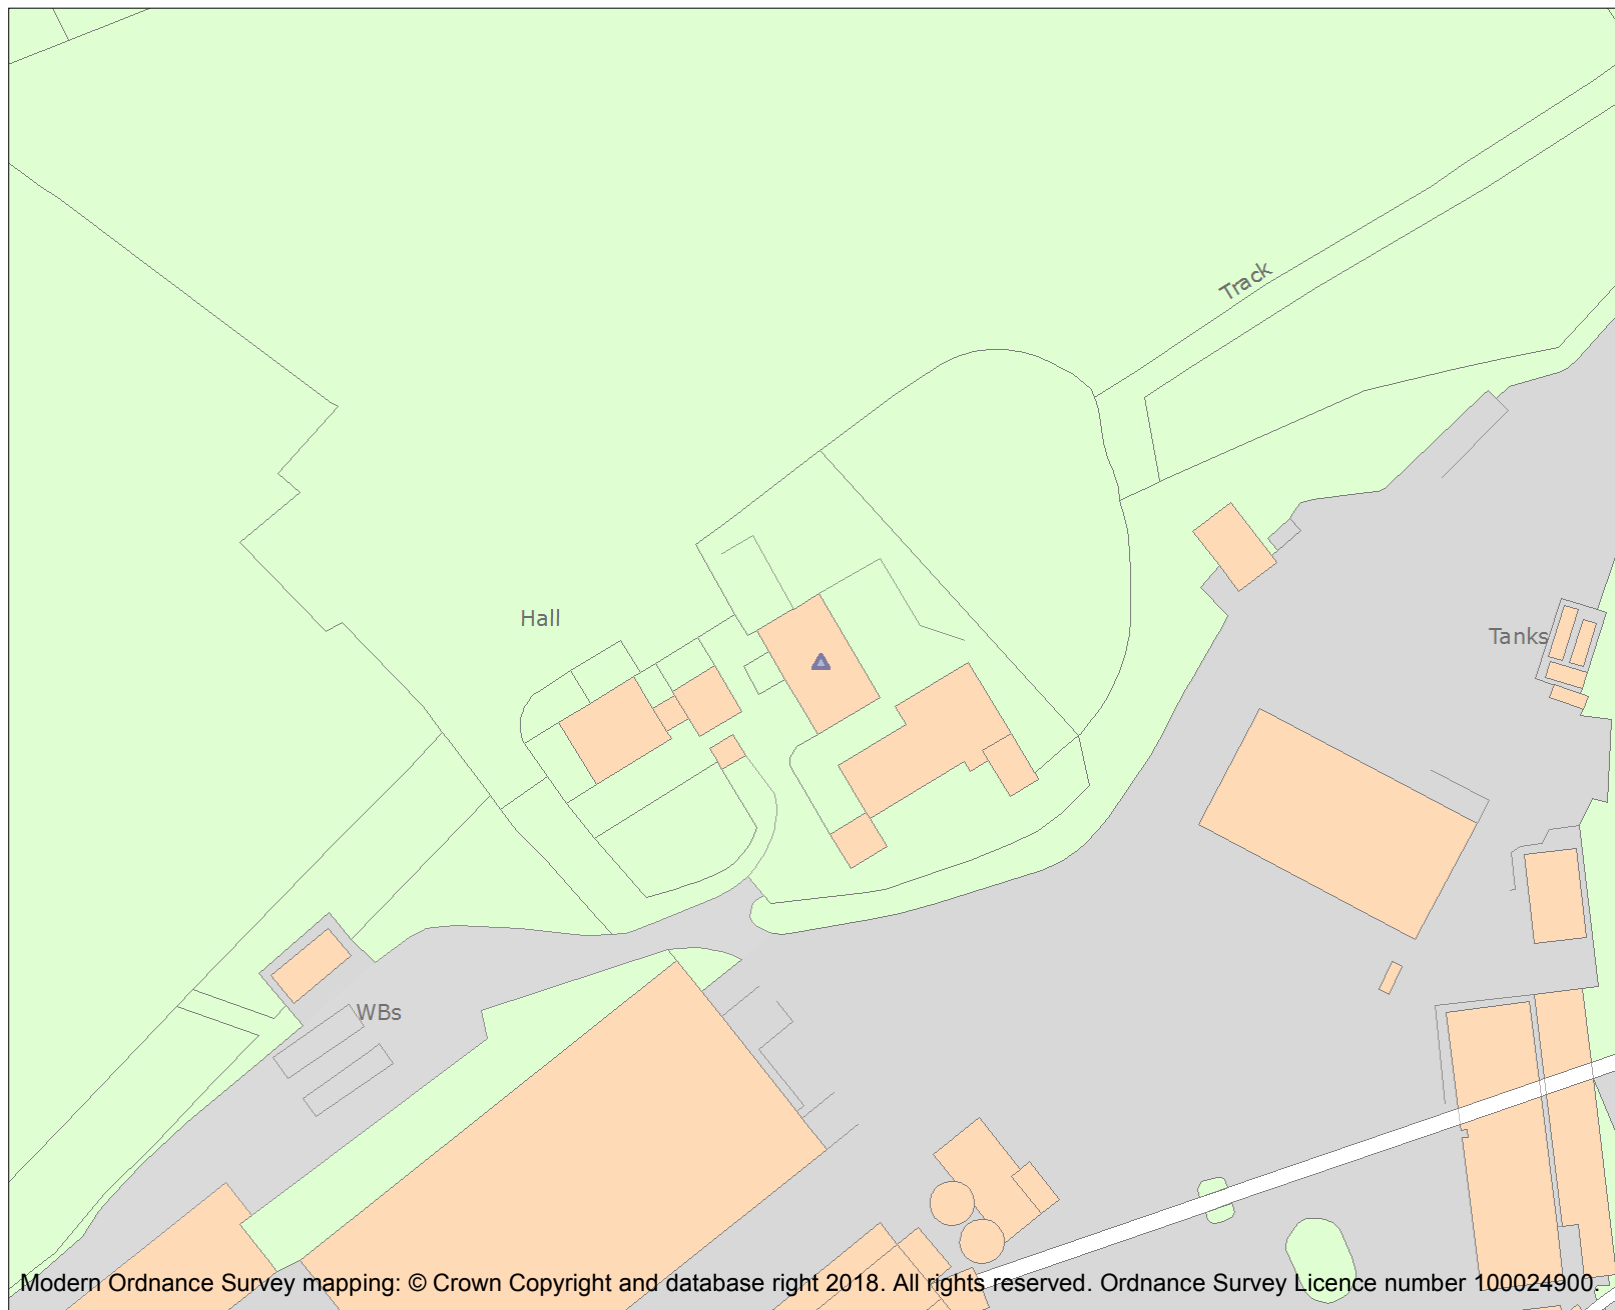 Track
Hall
Tanks
WBs
Modern Ordnance Survey mapping: © Crown Copyright and database right 2018. All rights reserved. Ordnance Survey Licence number 100024900.